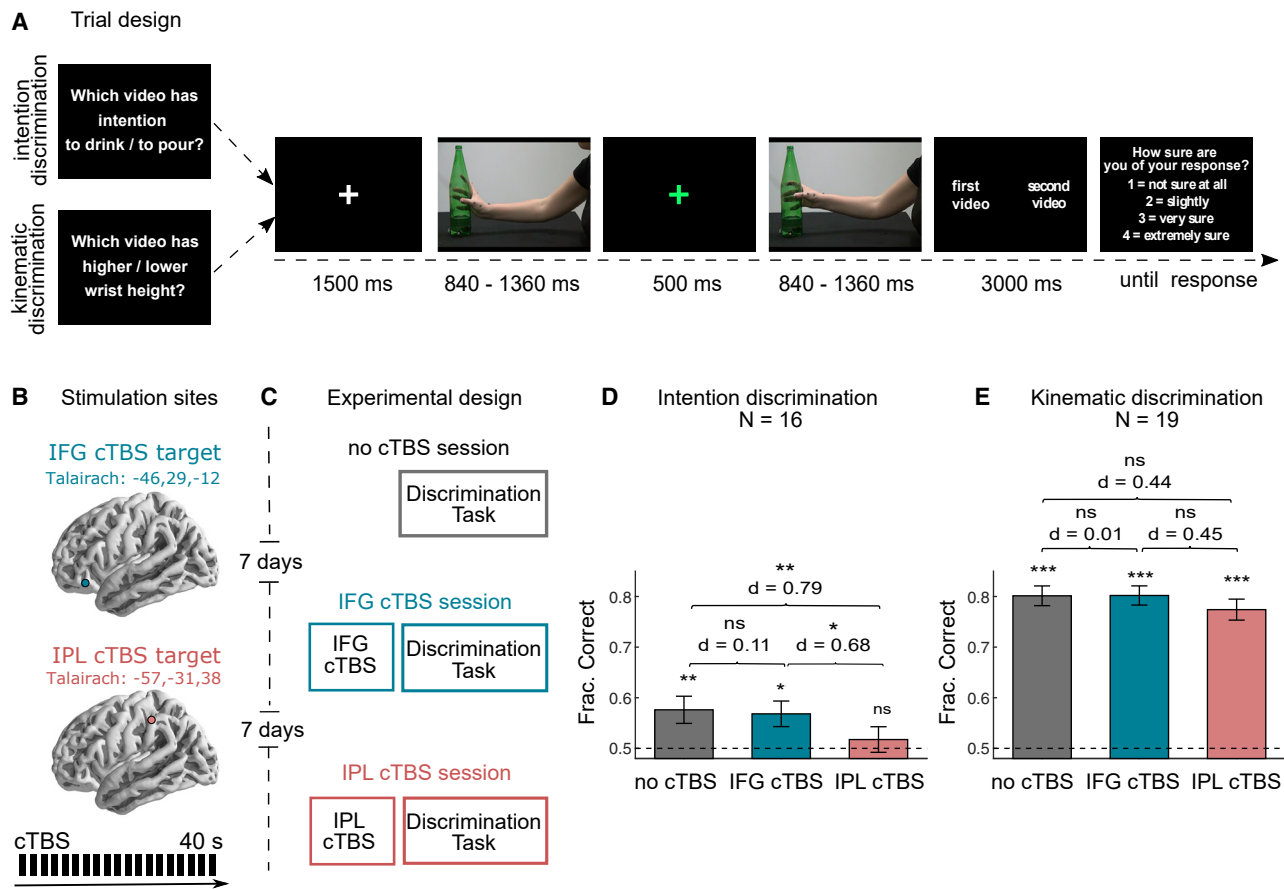 A Trial design
intention
discrimination
Which video has
intention
to drink / to pour?
kinematic
discrimination
Which video has
higher / lower
wrist height?
+
+
first
video
second
video
How sure are
you of your response?
1 = not sure at all
2 = slightly
3 = very sure
4 = extremely sure
1500 ms
840 - 1360 ms
500 ms
840 - 1360 ms
3000 ms
until response
B Stimulation sites
IFG cTBS target
Talairach: -46,29,-12
IPL cTBS target
Talairach: -57,-31,38
cTBS 40 s
C Experimental design
no cTBS session
Discrimination
Task
7 days
IFG cTBS session
IFG
cTBS
Discrimination
Task
7 days
IPL cTBS session
IPL
cTBS
Discrimination
Task
D Intention discrimination
N = 16
**
d = 0.79
ns
d = 0.11
*
d = 0.68
**
*
ns
Frac. Correct
0.8
0.7
0.6
0.5
no cTBS IFG cTBS IPL cTBS
E Kinematic discrimination
N = 19
ns
d = 0.44
ns
d = 0.01
ns
d = 0.45
***
***
***
Frac. Correct
0.8
0.7
0.6
0.5
no cTBS IFG cTBS IPL cTBS